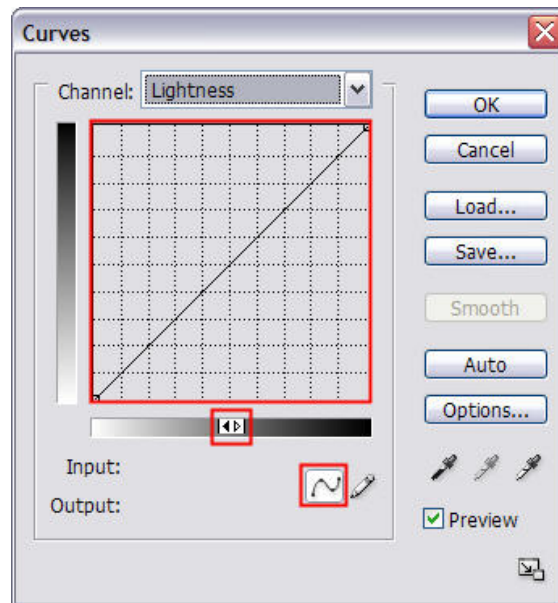 Curves
Channel: Lightness
OK
Cancel
Load...
Save...
Smooth
Auto
Options...
Input:
Output:
Preview